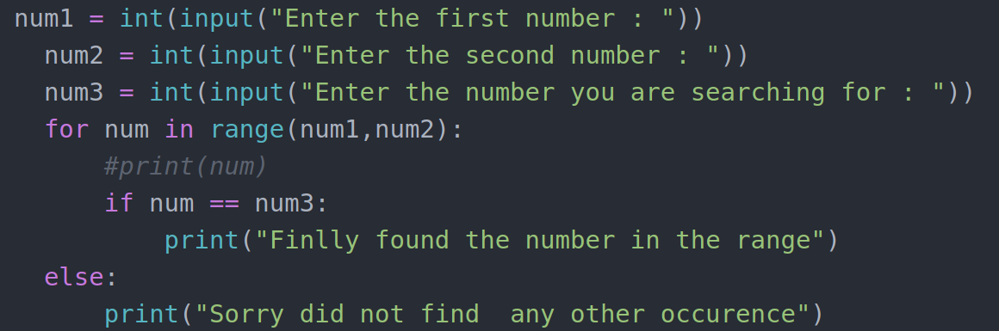 num1 = int(input("Enter the first number : "))
  num2 = int(input("Enter the second number : "))
  num3 = int(input("Enter the number you are searching for : "))
  for num in range(num1,num2):
      #print(num)
      if num == num3:
          print("Finlly found the number in the range")
  else:
      print("Sorry did not find  any other occurence")